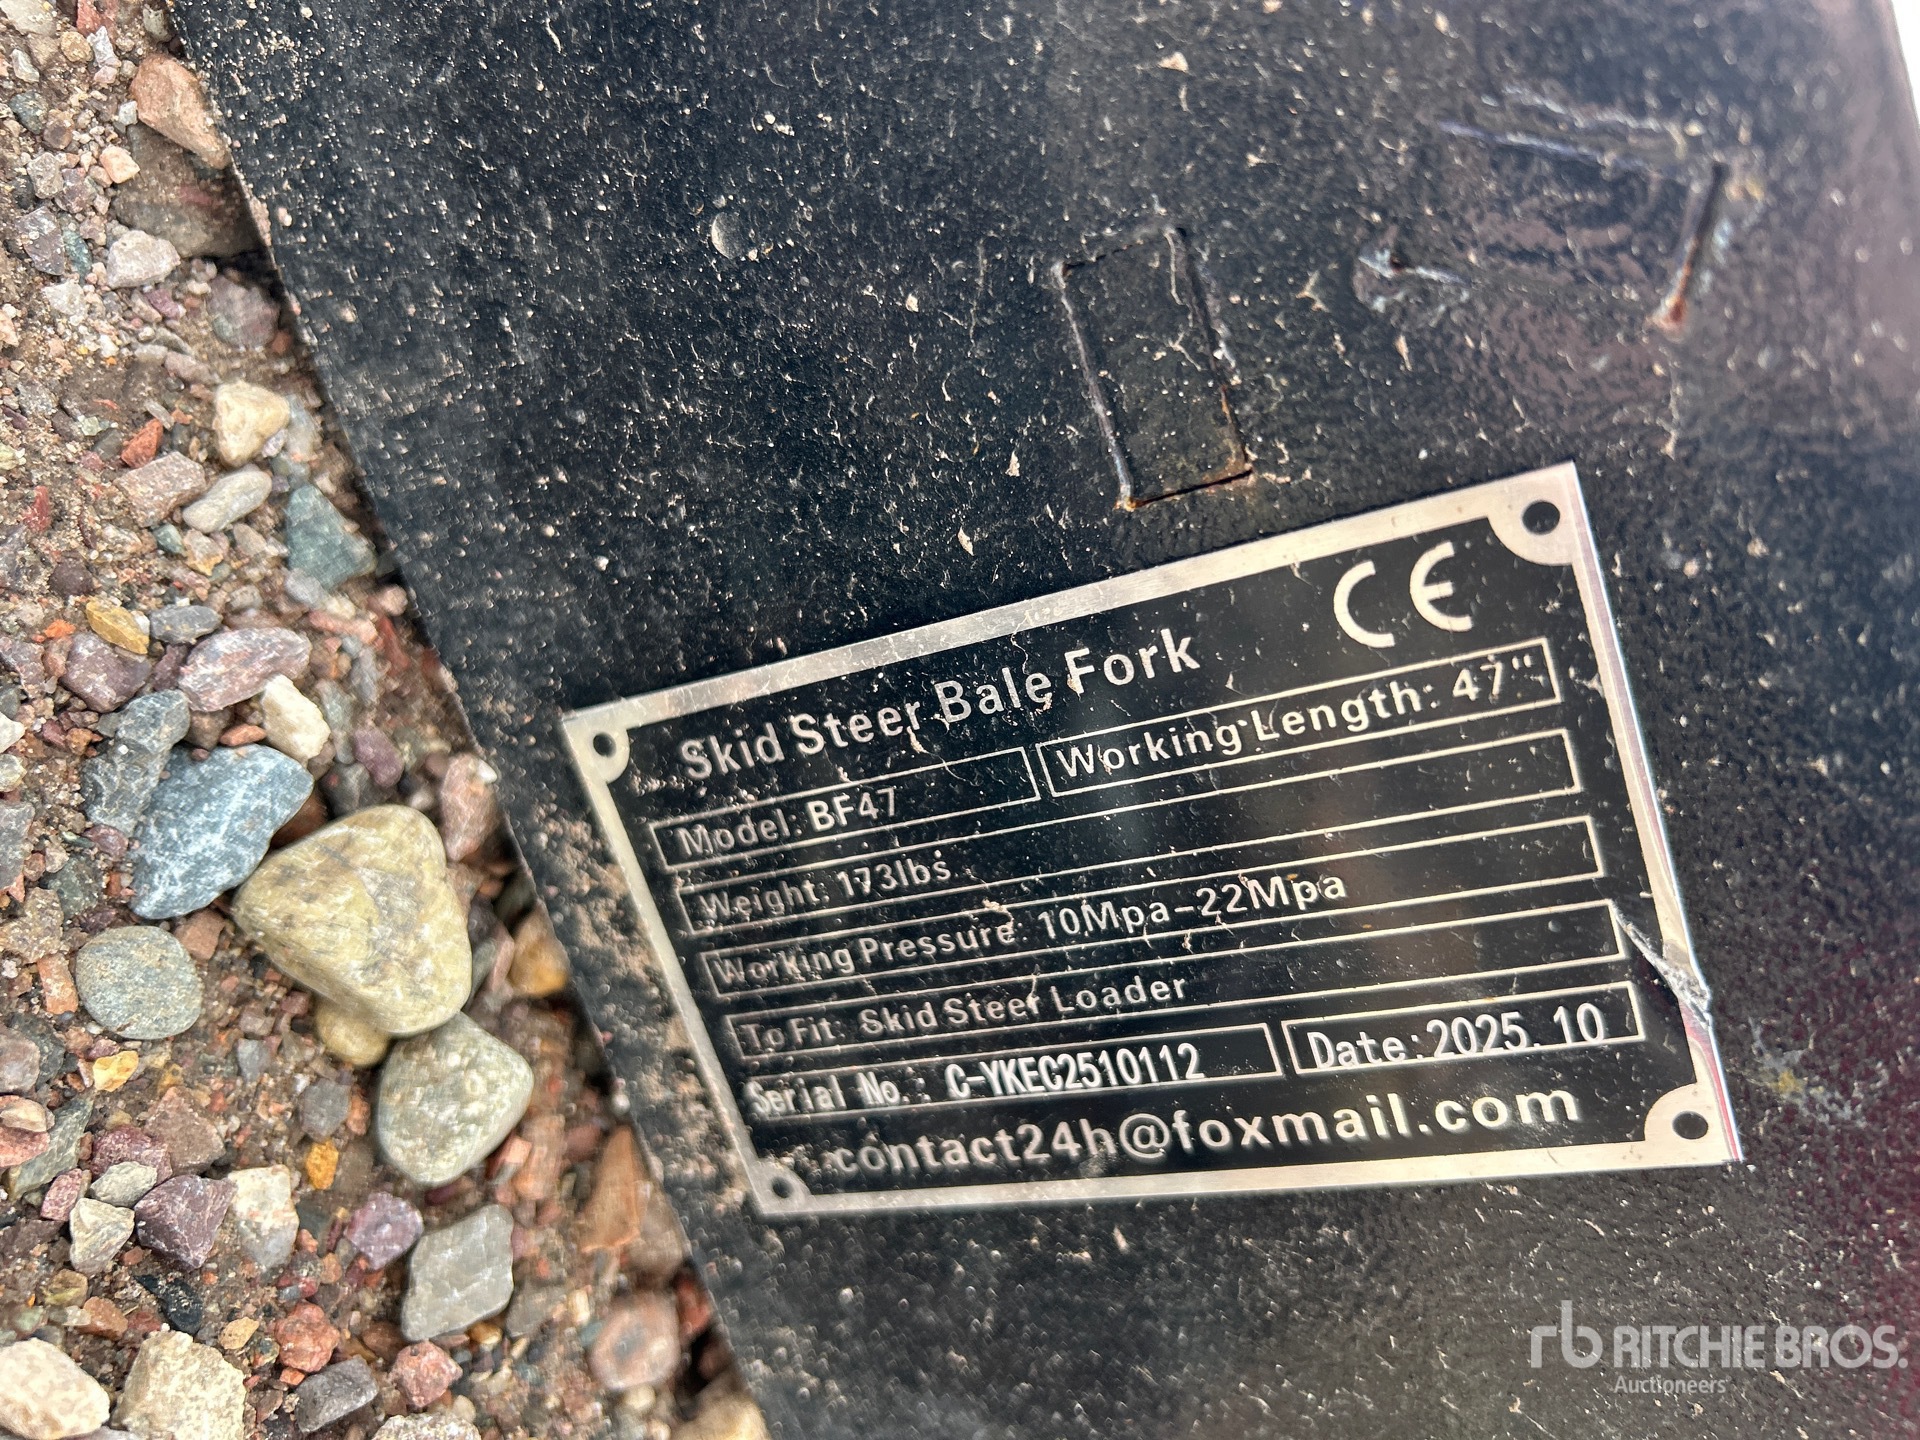 CE
Skid Steer Bale Fork
Model: BF47
Working Length: 47"
Weight: 173lbs
Working Pressure: 10Mpa-22Mpa
To Fit: Skid Steer Loader
Serial No.: C-YKEC2510112
Date:2025.10
contact24h@foxmail.com
rb RITCHIE BROS.
Auctioneers